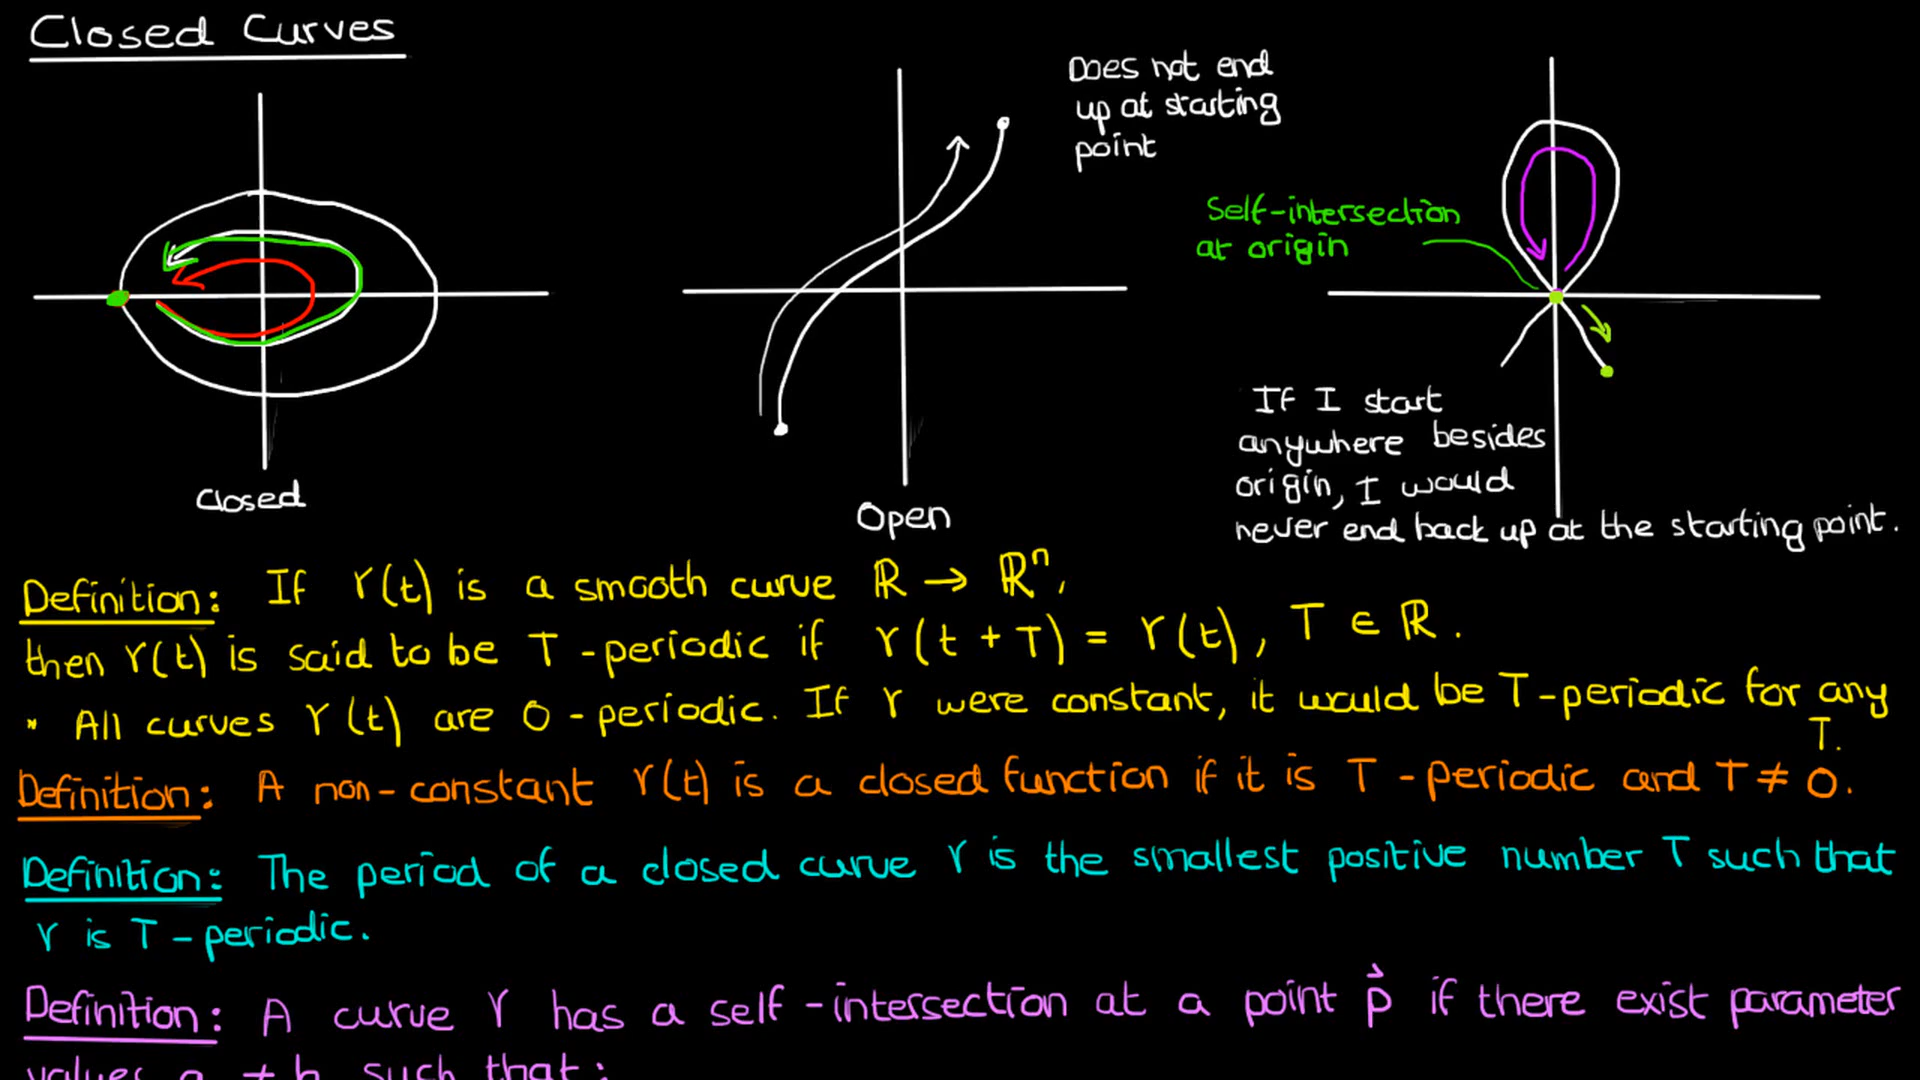 Closed Curves
Does not end
up at starting
point
Self-intersection
at origin
If I start
anywhere besides
origin, I would
never end back up at the starting point.
Closed
Open
Definition: If r(t) is a smooth curve ℝ → ℝⁿ,
then r(t) is said to be T-periodic if r(t+T) = r(t), T ∈ ℝ.
* All curves r(t) are 0-periodic. If r were constant, it would be T-periodic for any
T.
Definition: A non-constant r(t) is a closed function if it is T-periodic and T ≠ 0.
Definition: The period of a closed curve r is the smallest positive number T such that
r is T-periodic.
Definition: A curve r has a self-intersection at a point p⃗ if there exist parameter
values a ≠ b such that: